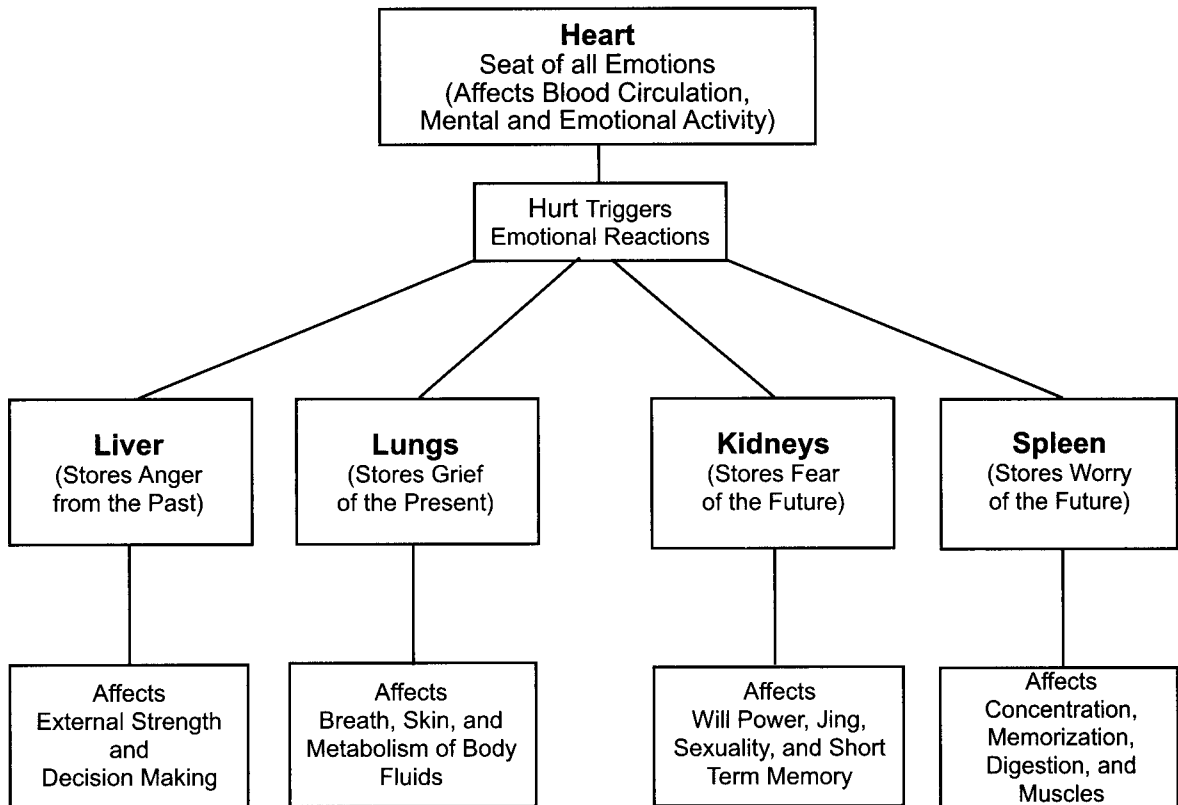 Heart
Seat of all Emotions
(Affects Blood Circulation,
Mental and Emotional Activity)
Hurt Triggers
Emotional Reactions
Liver
(Stores Anger
from the Past)
Lungs
(Stores Grief
of the Present)
Kidneys
(Stores Fear
of the Future)
Spleen
(Stores Worry
of the Future)
Affects
External Strength
and
Decision Making
Affects
Breath, Skin, and
Metabolism of Body
Fluids
Affects
Will Power, Jing,
Sexuality, and Short
Term Memory
Affects
Concentration,
Memorization,
Digestion, and
Muscles